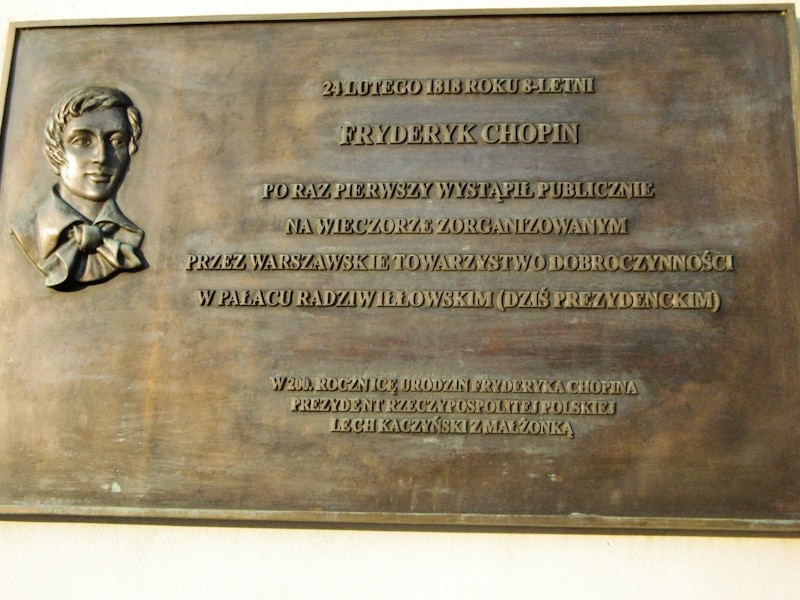 24 LUTEGO 1818 ROKU 8-LETNI
FRYDERYK CHOPIN
PO RAZ PIERWSZY WYSTĄPIŁ PUBLICZNIE
NA WIECZORZE ZORGANIZOWANYM
PRZEZ WARSZAWSKIE TOWARZYSTWO DOBROCZYNNOŚCI
W PAŁACU RADZIWIŁŁOWSKIM (DZIŚ PREZYDENCKIM)
W 200. ROCZNICĘ URODZIN FRYDERYKA CHOPINA
PREZYDENT RZECZYPOSPOLITEJ POLSKIEJ
LECH KACZYŃSKI Z MAŁŻONKĄ